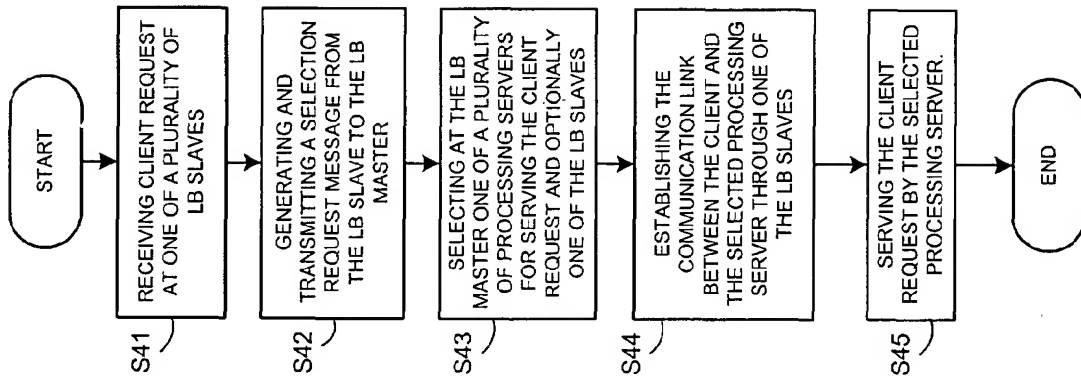 START
S41
RECEIVING CLIENT REQUEST
AT ONE OF A PLURALITY OF
LB SLAVES
S42
GENERATING AND
TRANSMITTING A SELECTION
REQUEST MESSAGE FROM
THE LB SLAVE TO THE LB
MASTER
S43
SELECTING AT THE LB
MASTER ONE OF A PLURALITY
OF PROCESSING SERVERS
FOR SERVING THE CLIENT
REQUEST AND OPTIONALLY
ONE OF THE LB SLAVES
S44
ESTABLISHING THE
COMMUNICATION LINK
BETWEEN THE CLIENT AND
THE SELECTED PROCESSING
SERVER THROUGH ONE OF
THE LB SLAVES
S45
SERVING THE CLIENT
REQUEST BY THE SELECTED
PROCESSING SERVER.
END